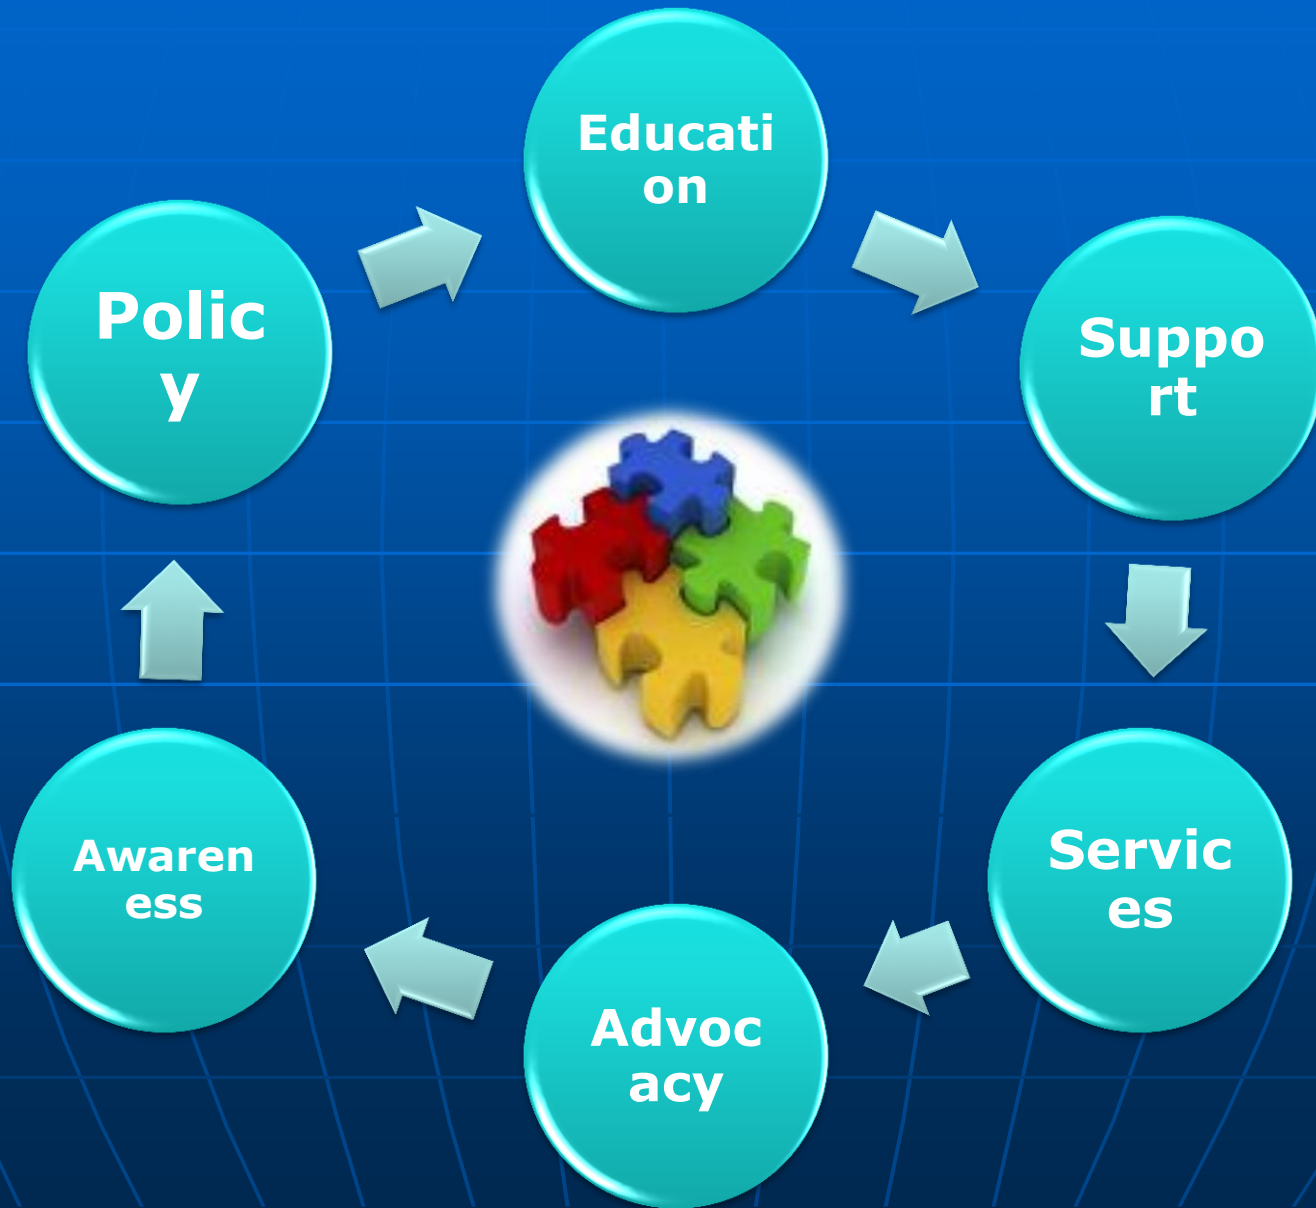 Educati
on
Suppo
rt
Servic
es
Advoc
acy
Awaren
ess
Polic
y